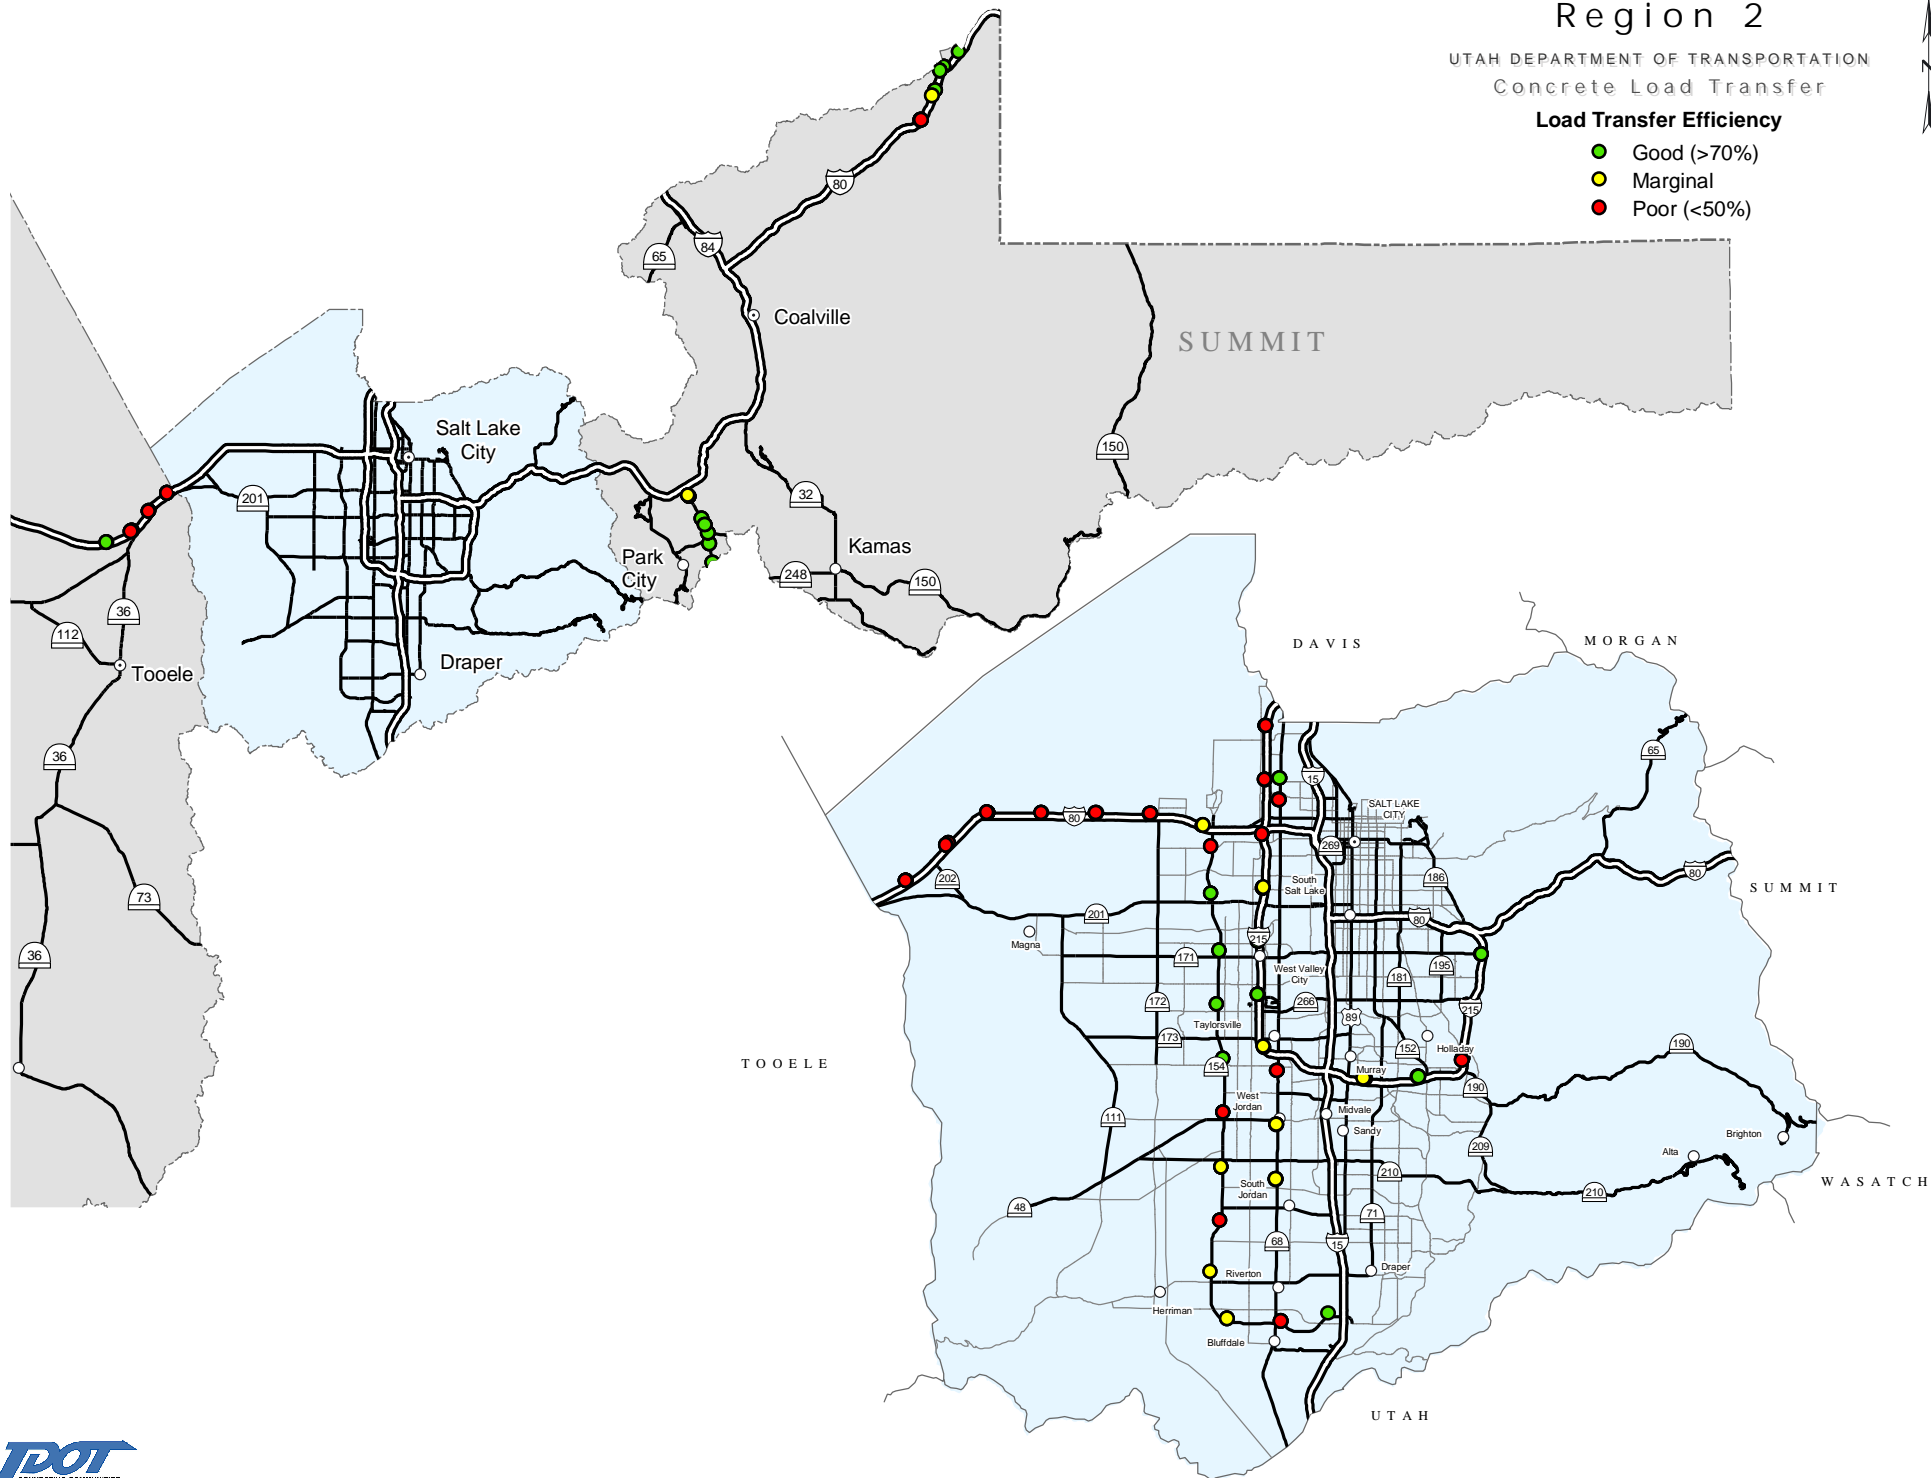 Region 2
UTAH DEPARTMENT OF TRANSPORTATION
Concrete Load Transfer
Load Transfer Efficiency
Good (>70%)
Marginal
Poor (<50%)
80
84
65
Coalville
SUMMIT
Salt Lake
City
150
201
32
Park
City
Kamas
248
150
36
112
Tooele
Draper
36
73
36
DAVIS
MORGAN
65
15
SALT LAKE
CITY
80
269
80
202
South
Salt Lake
186
SUMMIT
201
80
Magna
215
171
West Valley
City
195
181
172
266
215
89
Taylorsville
173
152
Holladay
190
TOOELE
154
Murray
190
West
Jordan
111
Midvale
Sandy
Brighton
209
Alta
210
South
Jordan
210
WASATCH
48
71
68
15
Riverton
Draper
Herriman
Bluffdale
UTAH